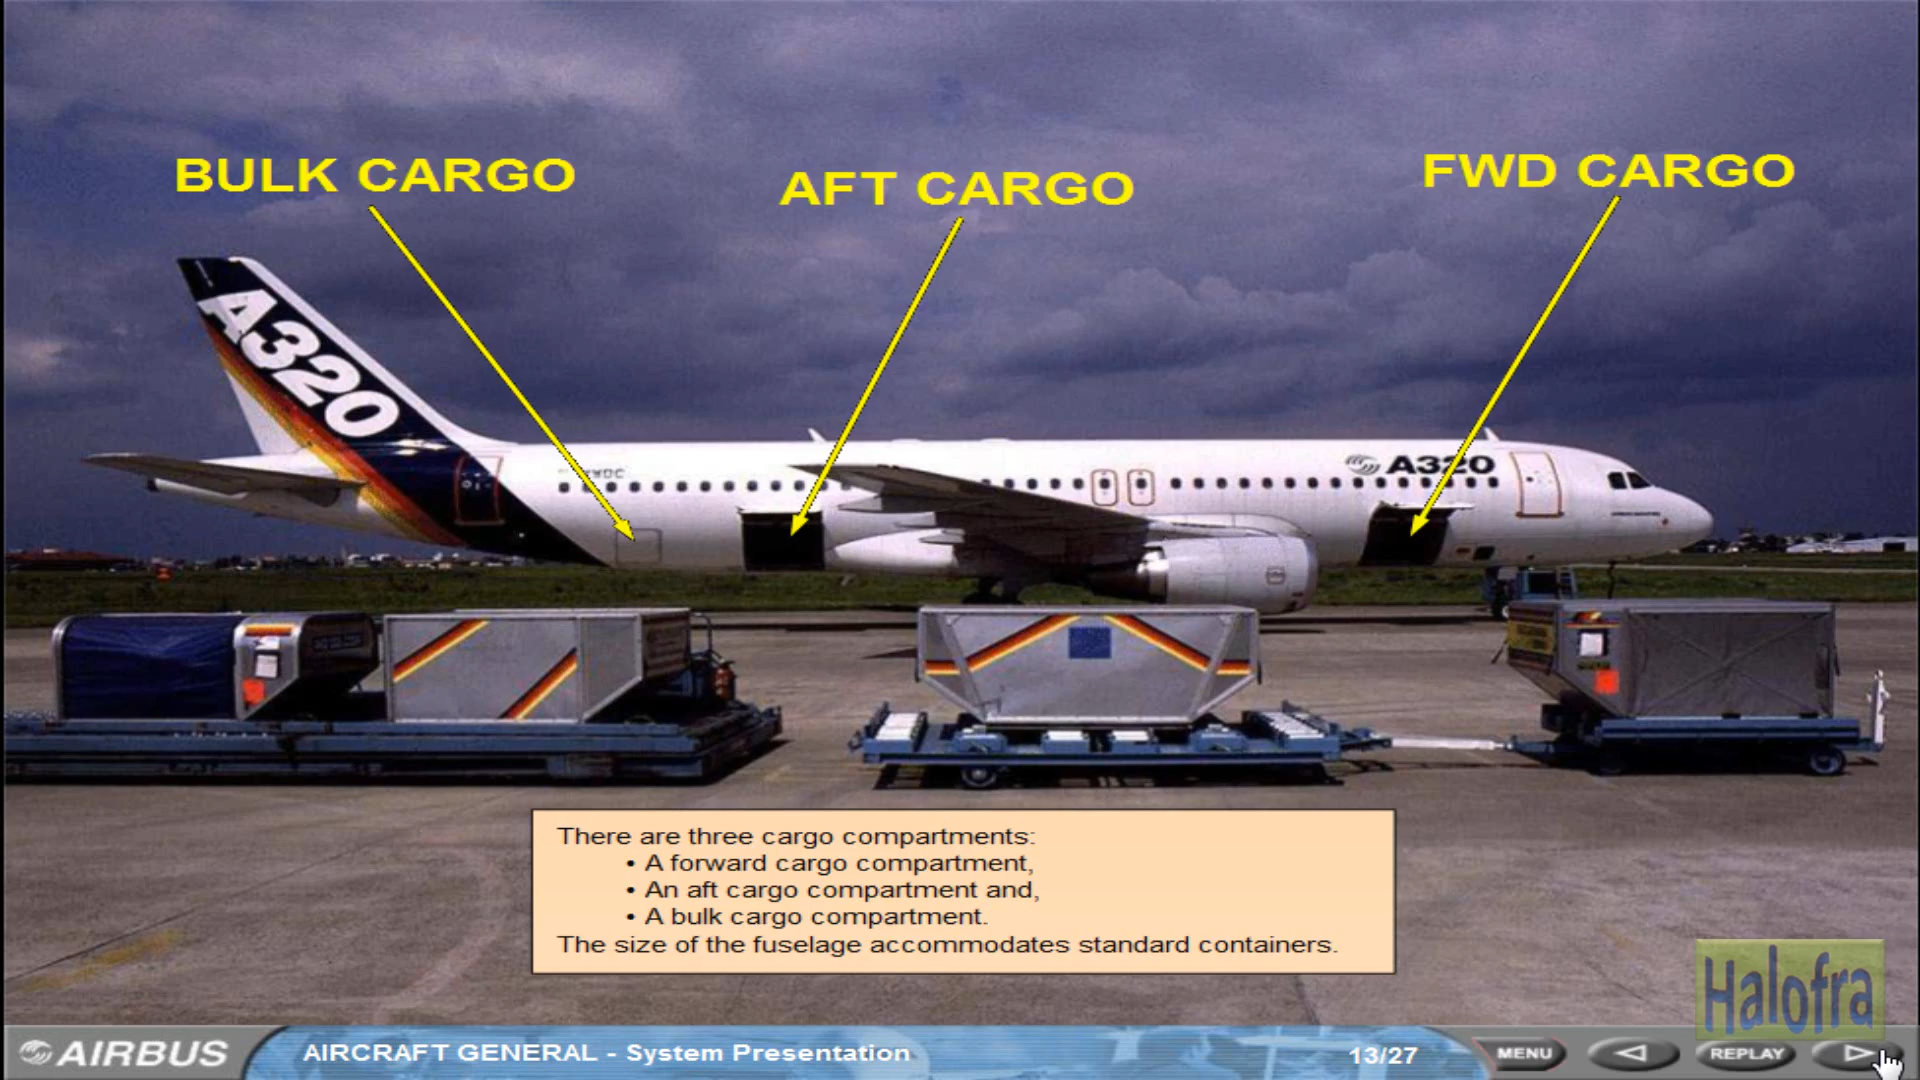 BULK CARGO
AFT CARGO
FWD CARGO
A320
A320
There are three cargo compartments:
• A forward cargo compartment,
• An aft cargo compartment and,
• A bulk cargo compartment.
The size of the fuselage accommodates standard containers.
Halofra
AIRBUS
AIRCRAFT GENERAL - System Presentation
13/27
MENU
REPLAY